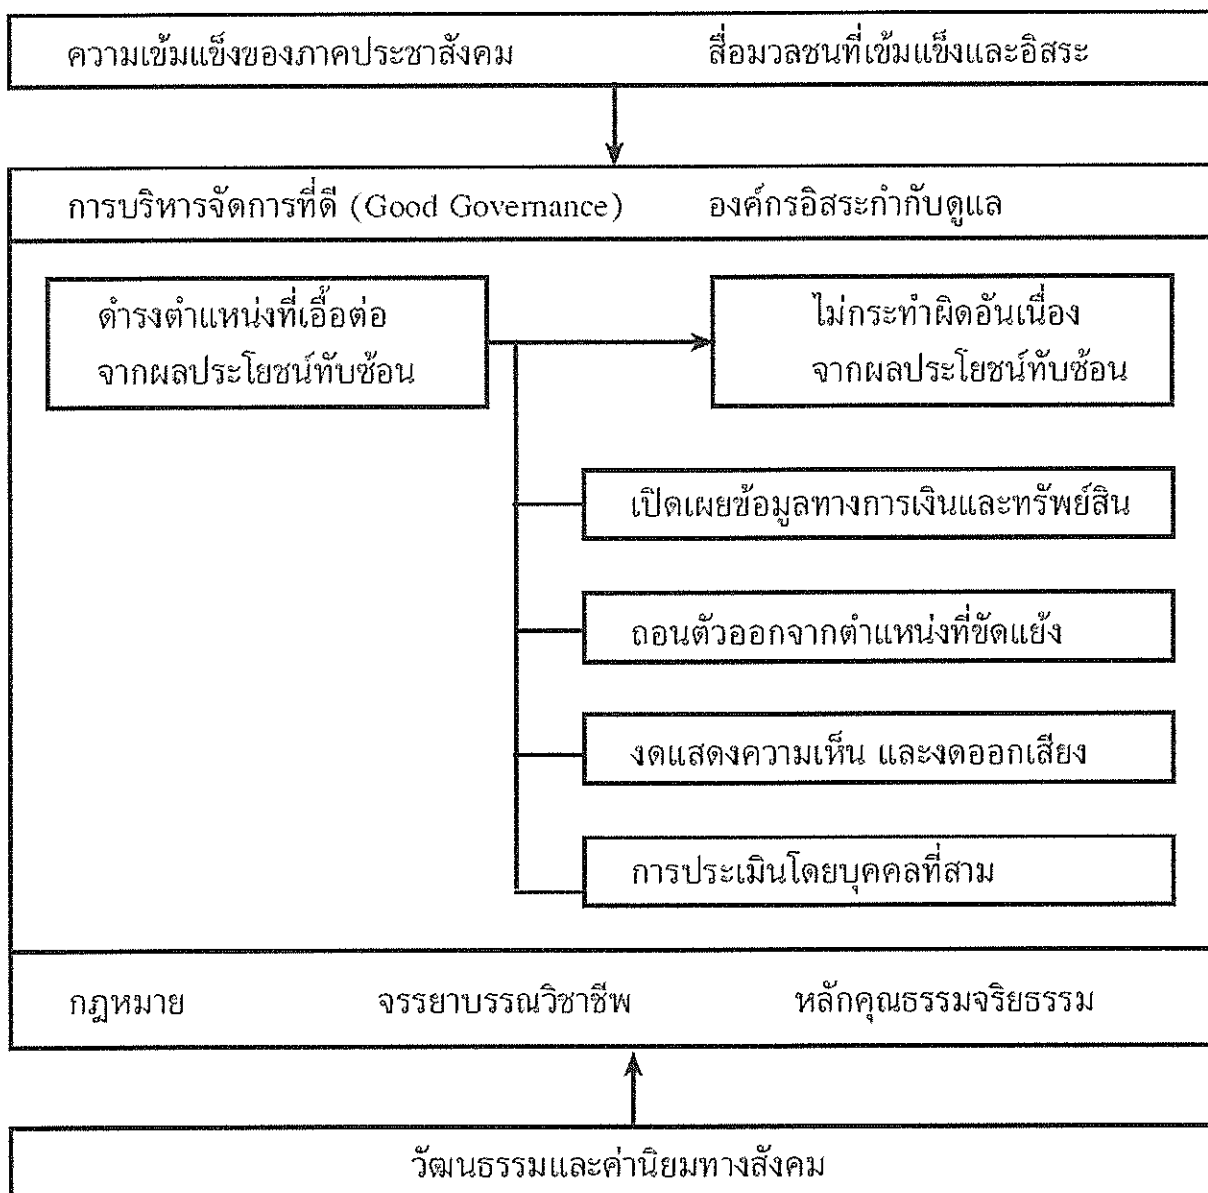 ความเข้มแข็งของภาคประชาสังคม สื่อมวลชนที่เข้มแข็งและอิสระ
การบริหารจัดการที่ดี (Good Governance) องค์กรอิสระกำกับดูแล
ดำรงตำแหน่งที่เอื้อต่อ
จากผลประโยชน์ทับซ้อน
ไม่กระทำผิดอันเนื่อง
จากผลประโยชน์ทับซ้อน
เปิดเผยข้อมูลทางการเงินและทรัพย์สิน
ถอนตัวออกจากตำแหน่งที่ขัดแย้ง
งดแสดงความเห็น และงดออกเสียง
การประเมินโดยบุคคลที่สาม
กฎหมาย จรรยาบรรณวิชาชีพ หลักคุณธรรมจริยธรรม
วัฒนธรรมและค่านิยมทางสังคม